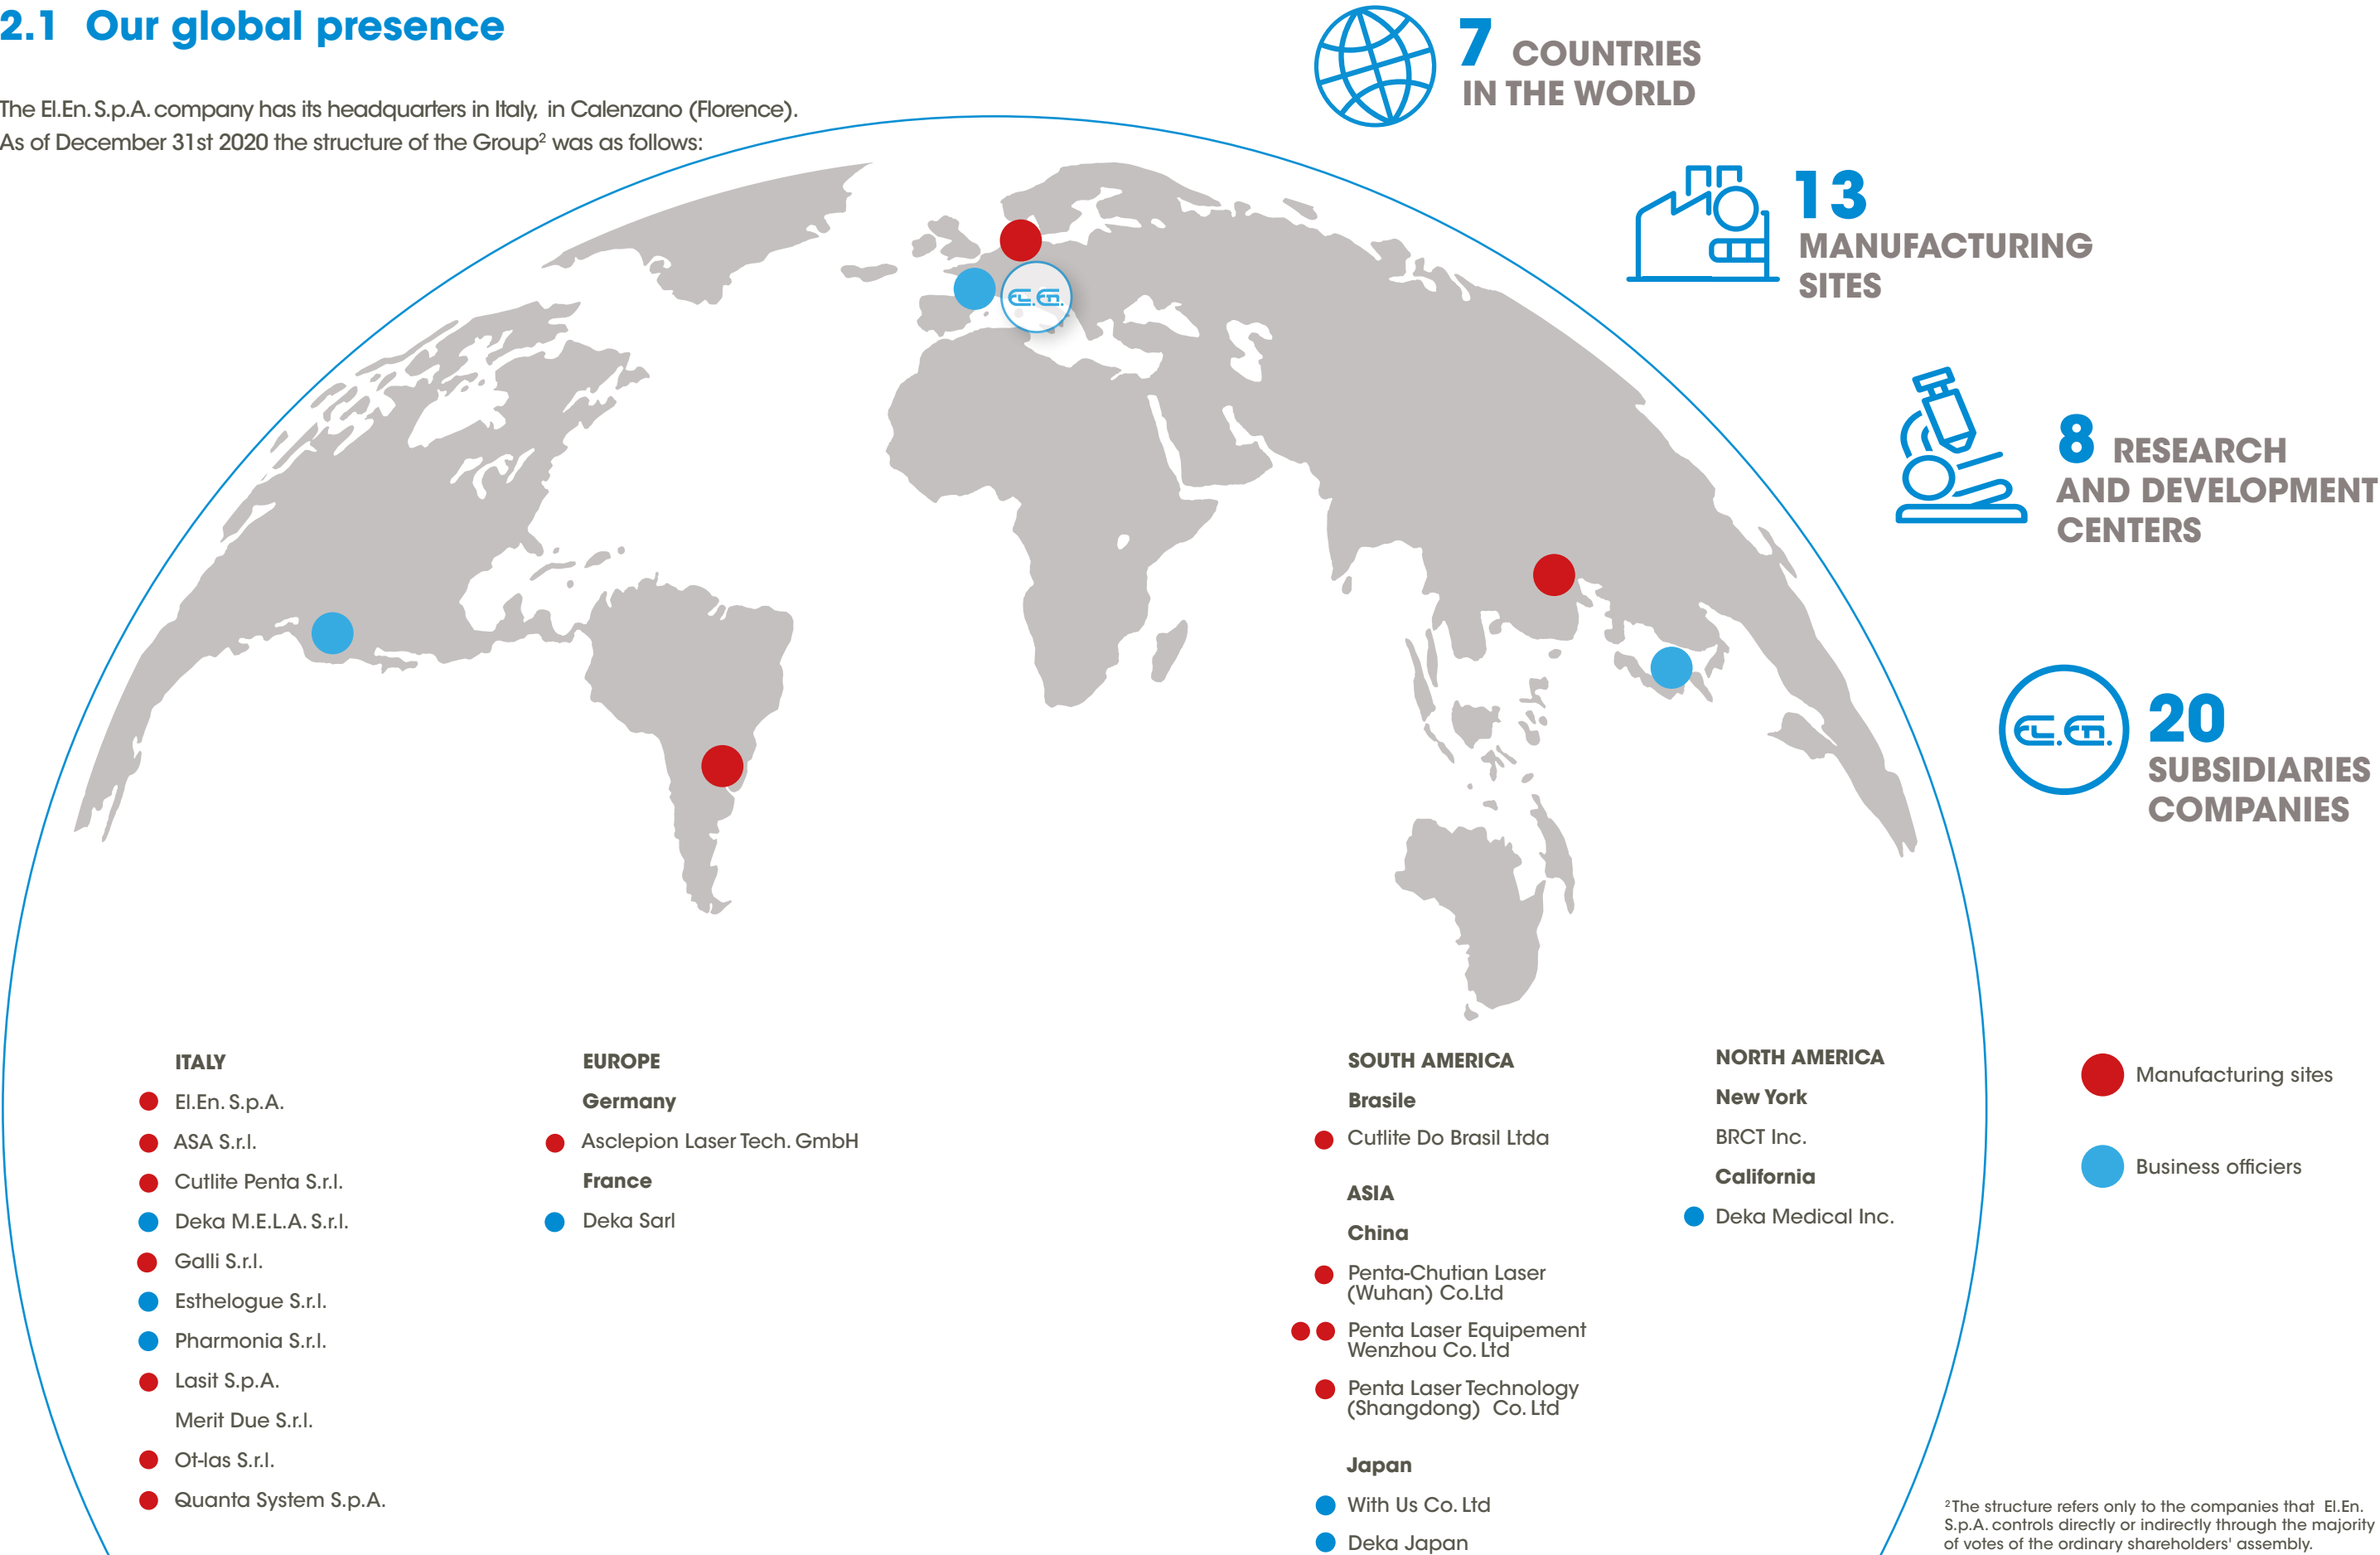 2.1 Our global presence
The El.En. S.p.A. company has its headquarters in Italy, in Calenzano (Florence).
As of December 31st 2020 the structure of the Group² was as follows:
7 COUNTRIES
IN THE WORLD
13
MANUFACTURING
SITES
8 RESEARCH
AND DEVELOPMENT
CENTERS
EL.En.
EL.En.
20
SUBSIDIARIES
COMPANIES
ITALY
El.En. S.p.A.
ASA S.r.l.
Cutlite Penta S.r.l.
Deka M.E.L.A. S.r.l.
Galli S.r.l.
Esthelogue S.r.l.
Pharmonia S.r.l.
Lasit S.p.A.
Merit Due S.r.l.
Ot-las S.r.l.
Quanta System S.p.A.
EUROPE
Germany
Asclepion Laser Tech. GmbH
France
Deka Sarl
SOUTH AMERICA
Brasile
Cutlite Do Brasil Ltda
ASIA
China
Penta-Chutian Laser
(Wuhan) Co.Ltd
Penta Laser Equipement
Wenzhou Co. Ltd
Penta Laser Technology
(Shangdong) Co. Ltd
Japan
With Us Co. Ltd
Deka Japan
NORTH AMERICA
New York
BRCT Inc.
California
Deka Medical Inc.
Manufacturing sites
Business officiers
²The structure refers only to the companies that El.En.
S.p.A. controls directly or indirectly through the majority
of votes of the ordinary shareholders' assembly.